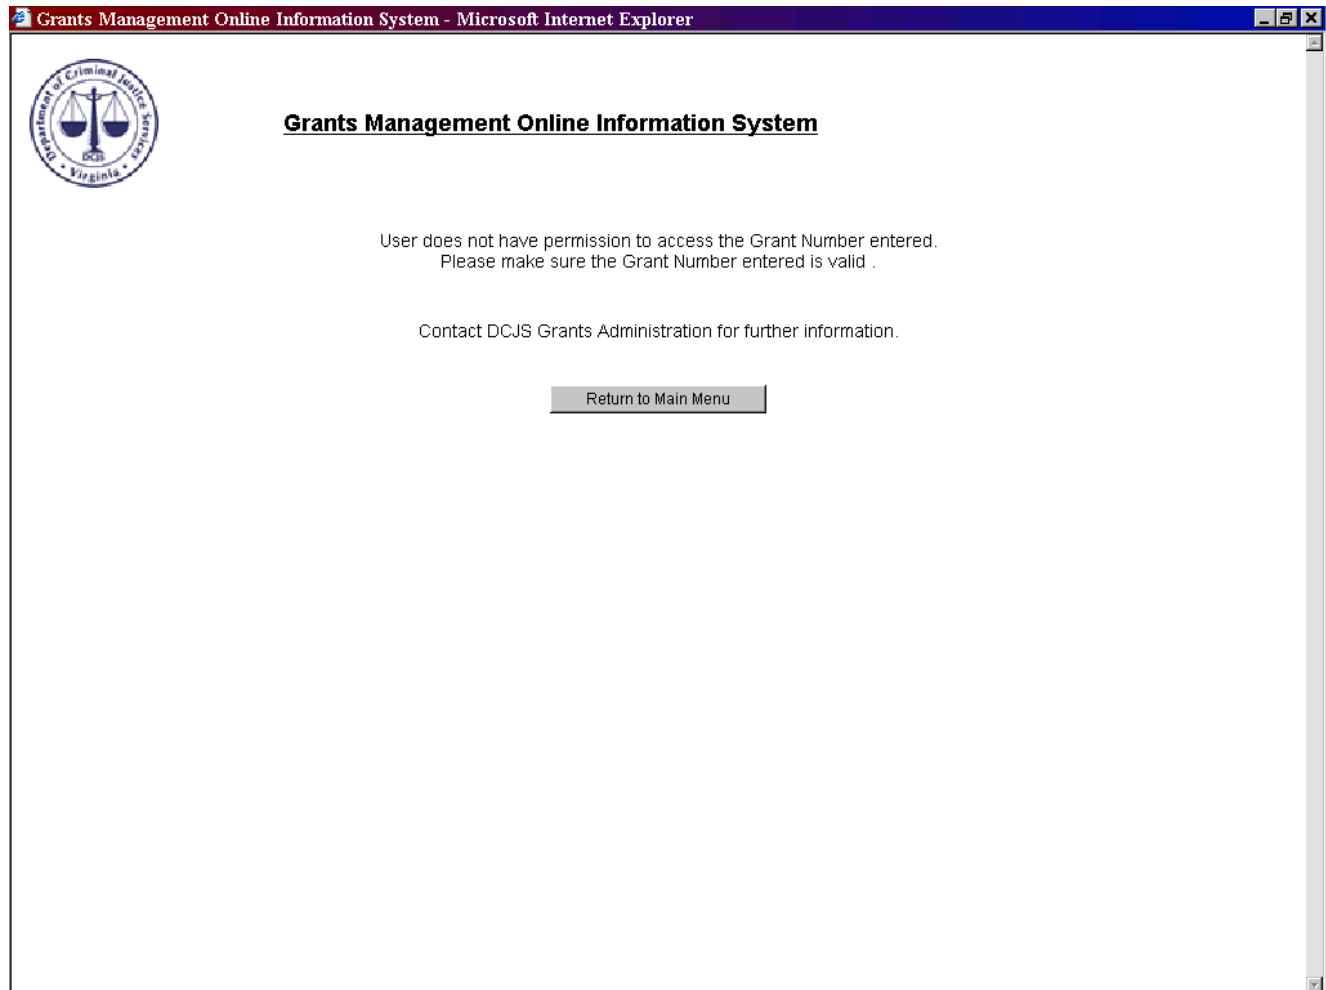 Grants Management Online Information System - Microsoft Internet Explorer
Department of Criminal Justice Services
DCJS
Virginia
Grants Management Online Information System
User does not have permission to access the Grant Number entered.
Please make sure the Grant Number entered is valid .
Contact DCJS Grants Administration for further information.
Return to Main Menu